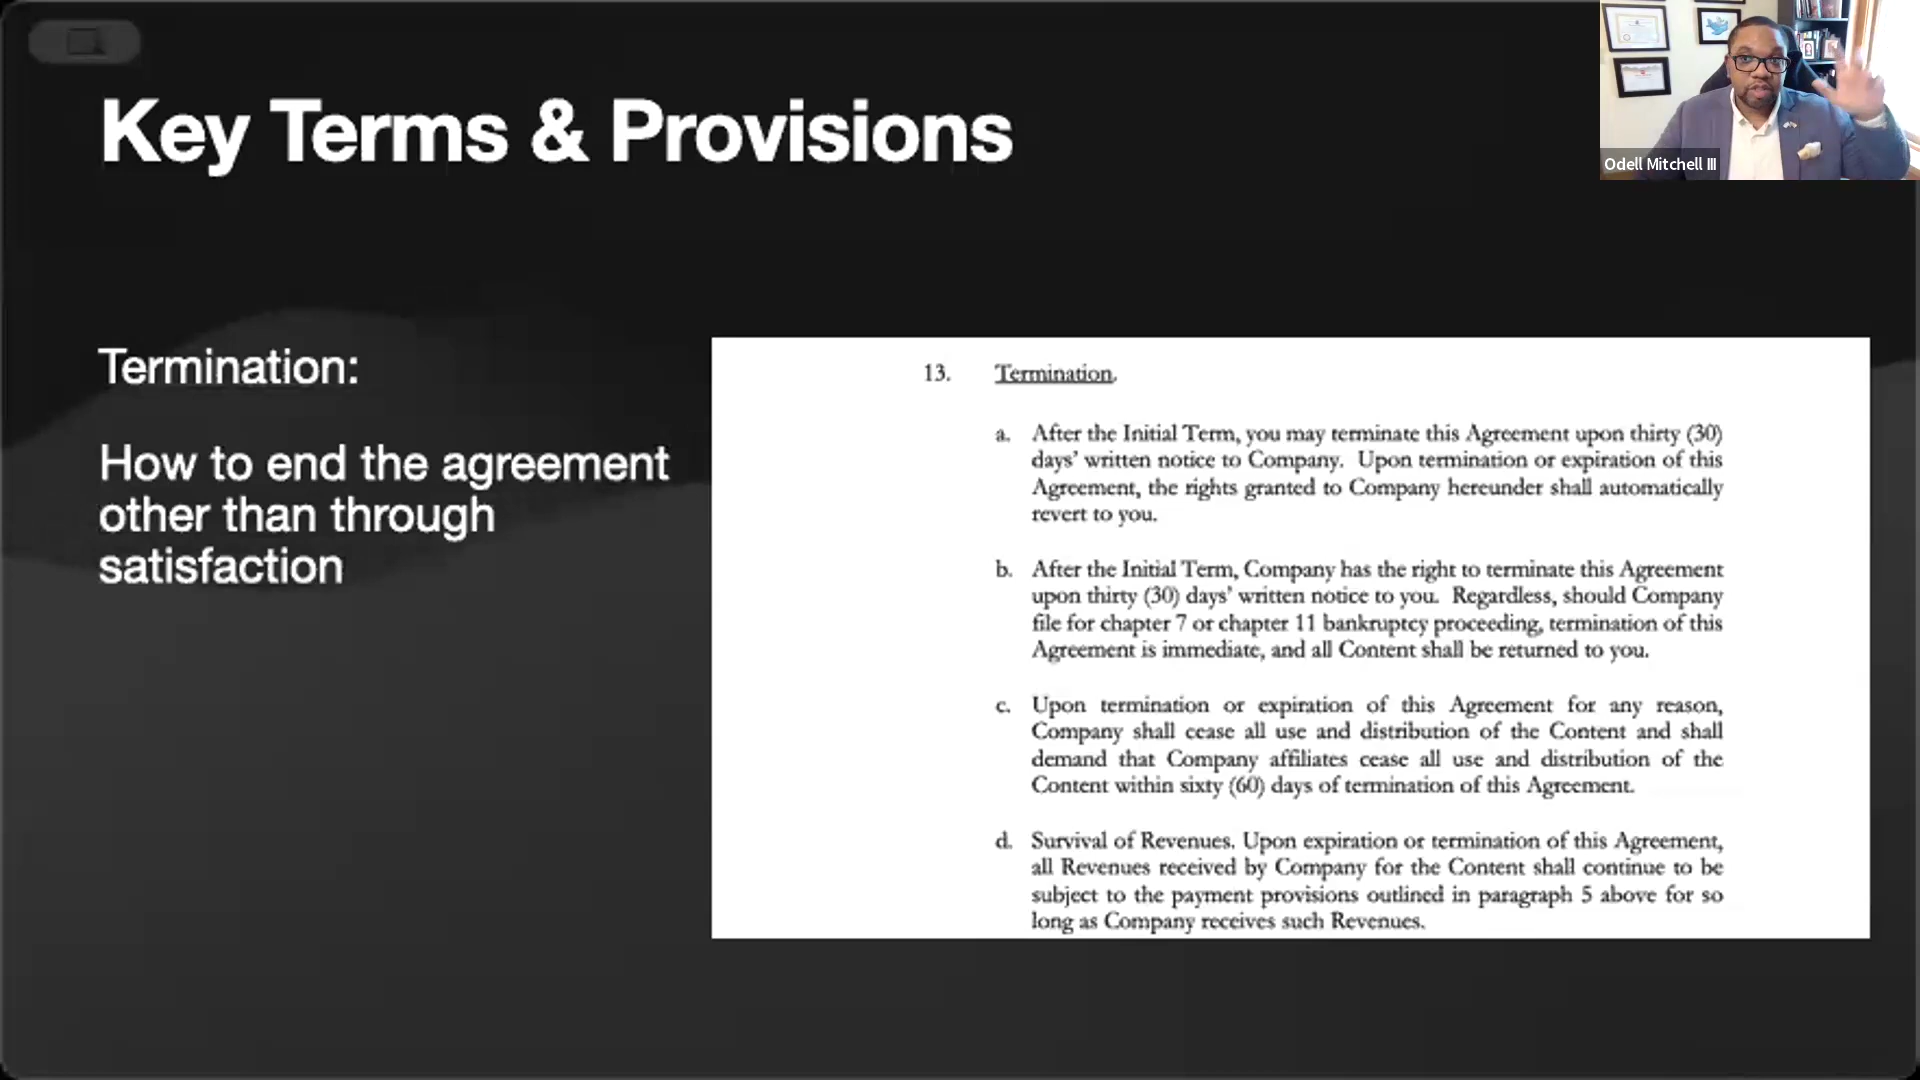 Key Terms & Provisions
Odell Mitchell III
Termination:
How to end the agreement
other than through
satisfaction
13. Termination.
a. After the Initial Term, you may terminate this Agreement upon thirty (30)
days’ written notice to Company. Upon termination or expiration of this
Agreement, the rights granted to Company hereunder shall automatically
revert to you.
b. After the Initial Term, Company has the right to terminate this Agreement
upon thirty (30) days’ written notice to you. Regardless, should Company
file for chapter 7 or chapter 11 bankruptcy proceeding, termination of this
Agreement is immediate, and all Content shall be returned to you.
c. Upon termination or expiration of this Agreement for any reason,
Company shall cease all use and distribution of the Content and shall
demand that Company affiliates cease all use and distribution of the
Content within sixty (60) days of termination of this Agreement.
d. Survival of Revenues. Upon expiration or termination of this Agreement,
all Revenues received by Company for the Content shall continue to be
subject to the payment provisions outlined in paragraph 5 above for so
long as Company receives such Revenues.